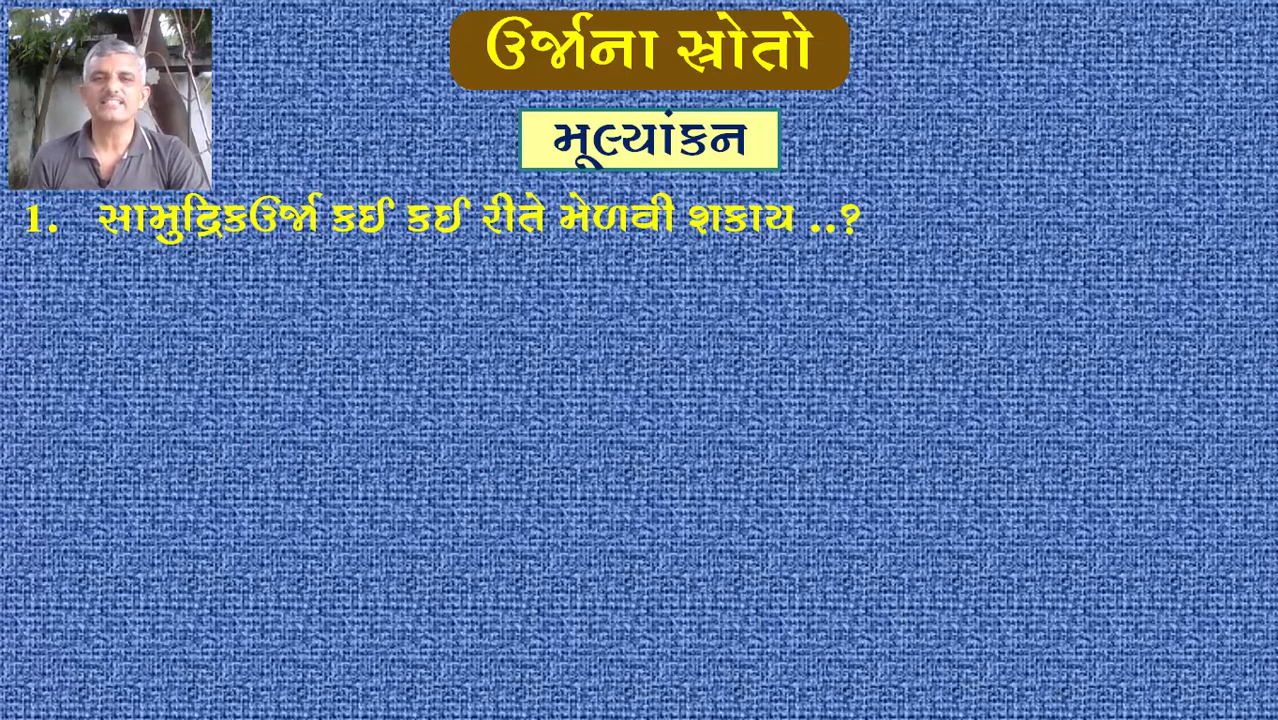 ઉર્જાના સ્રોતો
મૂલ્યાંકન
1. સામુદ્રિકઉર્જા કઈ કઈ રીતે મેળવી શકાય ..?